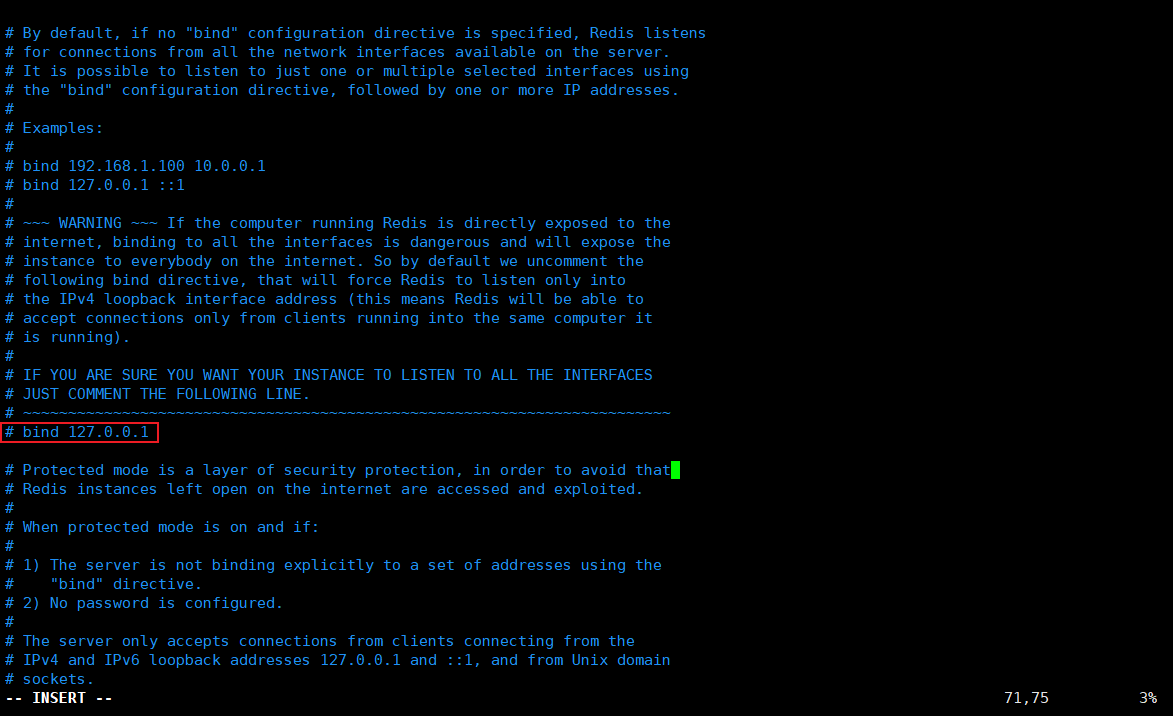 # By default, if no "bind" configuration directive is specified, Redis listens
# for connections from all the network interfaces available on the server.
# It is possible to listen to just one or multiple selected interfaces using
# the "bind" configuration directive, followed by one or more IP addresses.
#
# Examples:
#
# bind 192.168.1.100 10.0.0.1
# bind 127.0.0.1 ::1
#
# ~~~ WARNING ~~~ If the computer running Redis is directly exposed to the
# internet, binding to all the interfaces is dangerous and will expose the
# instance to everybody on the internet. So by default we uncomment the
# following bind directive, that will force Redis to listen only into
# the IPv4 loopback interface address (this means Redis will be able to
# accept connections only from clients running into the same computer it
# is running).
#
# IF YOU ARE SURE YOU WANT YOUR INSTANCE TO LISTEN TO ALL THE INTERFACES
# JUST COMMENT THE FOLLOWING LINE.
# ~~~~~~~~~~~~~~~~~~~~~~~~~~~~~~~~~~~~~~~~~~~~~~~~~~~~~~~~~~~~~~~~~~~~~~~~
# bind 127.0.0.1
# Protected mode is a layer of security protection, in order to avoid that
# Redis instances left open on the internet are accessed and exploited.
#
# When protected mode is on and if:
#
# 1) The server is not binding explicitly to a set of addresses using the
#    "bind" directive.
# 2) No password is configured.
#
# The server only accepts connections from clients connecting from the
# IPv4 and IPv6 loopback addresses 127.0.0.1 and ::1, and from Unix domain
# sockets.
-- INSERT -- 71,75 3%